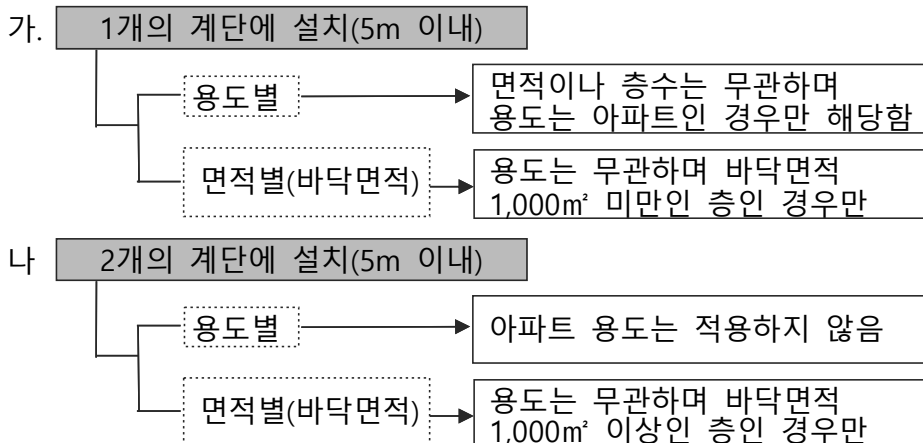 가. 1개의 계단에 설치(5m 이내)
용도별
면적이나 층수는 무관하며
용도는 아파트인 경우만 해당함
면적별(바닥면적)
용도는 무관하며 바닥면적
1,000㎡ 미만인 층인 경우만
나 2개의 계단에 설치(5m 이내)
용도별
아파트 용도는 적용하지 않음
면적별(바닥면적)
용도는 무관하며 바닥면적
1,000㎡ 이상인 층인 경우만